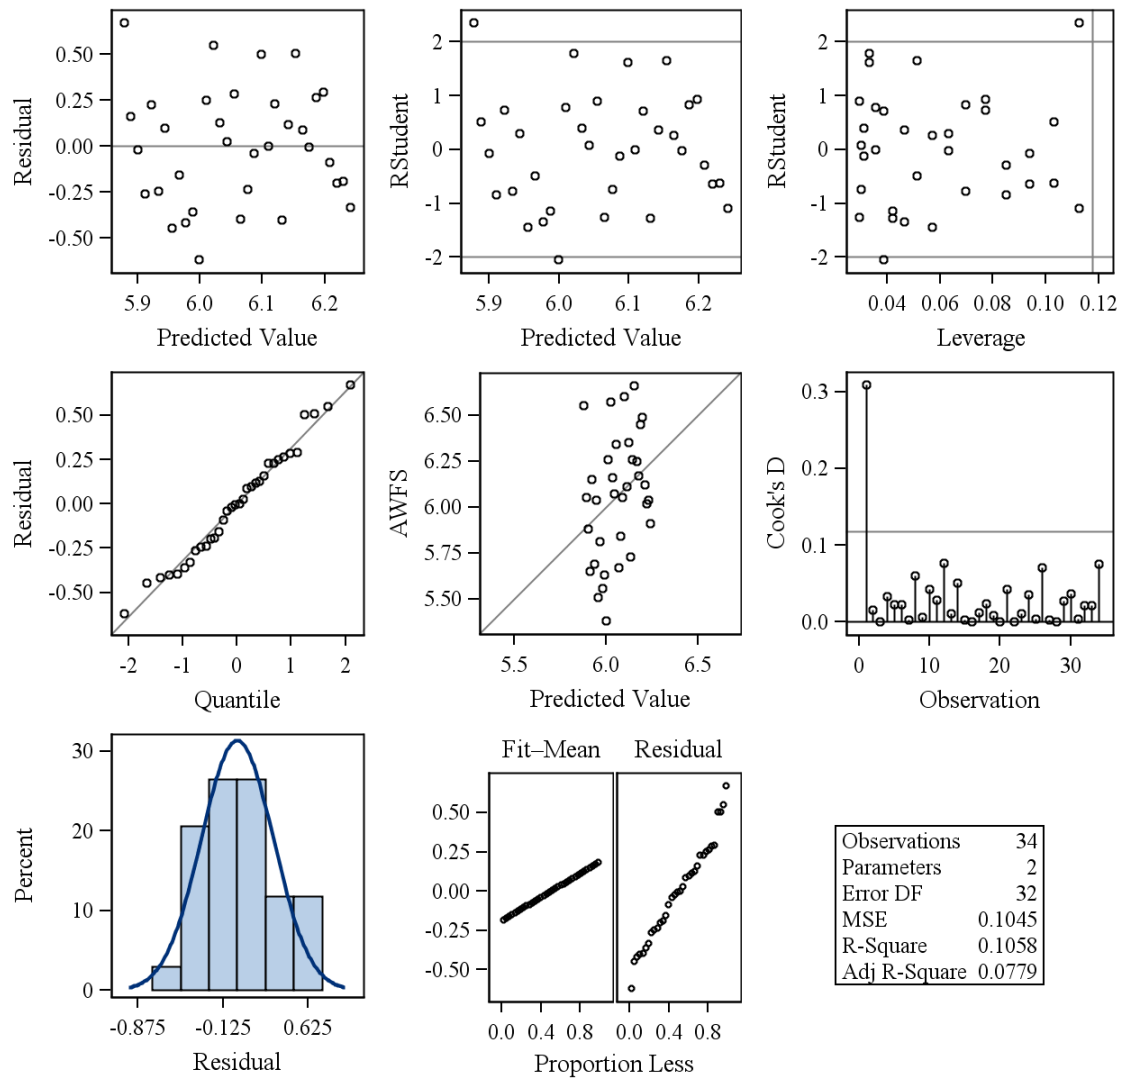 Residual
0.50
0.25
0.00
-0.25
-0.50
5.9 6.0 6.1 6.2
Predicted Value
RStudent
2
1
0
-1
-2
5.9 6.0 6.1 6.2
Predicted Value
RStudent
2
1
0
-1
-2
0.04 0.06 0.08 0.10 0.12
Leverage
Residual
0.50
0.25
0.00
-0.25
-0.50
-2 -1 0 1 2
Quantile
AWFS
6.50
6.25
6.00
5.75
5.50
5.5 6.0 6.5
Predicted Value
Cook's D
0.3
0.2
0.1
0.0
0 10 20 30
Observation
Percent
30
20
10
0
-0.875 -0.125 0.625
Residual
Fit–Mean Residual
0.50
0.25
0.00
-0.25
-0.50
0.0 0.4 0.8 0.0 0.4 0.8
Proportion Less
Observations 34
Parameters 2
Error DF 32
MSE 0.1045
R-Square 0.1058
Adj R-Square 0.0779